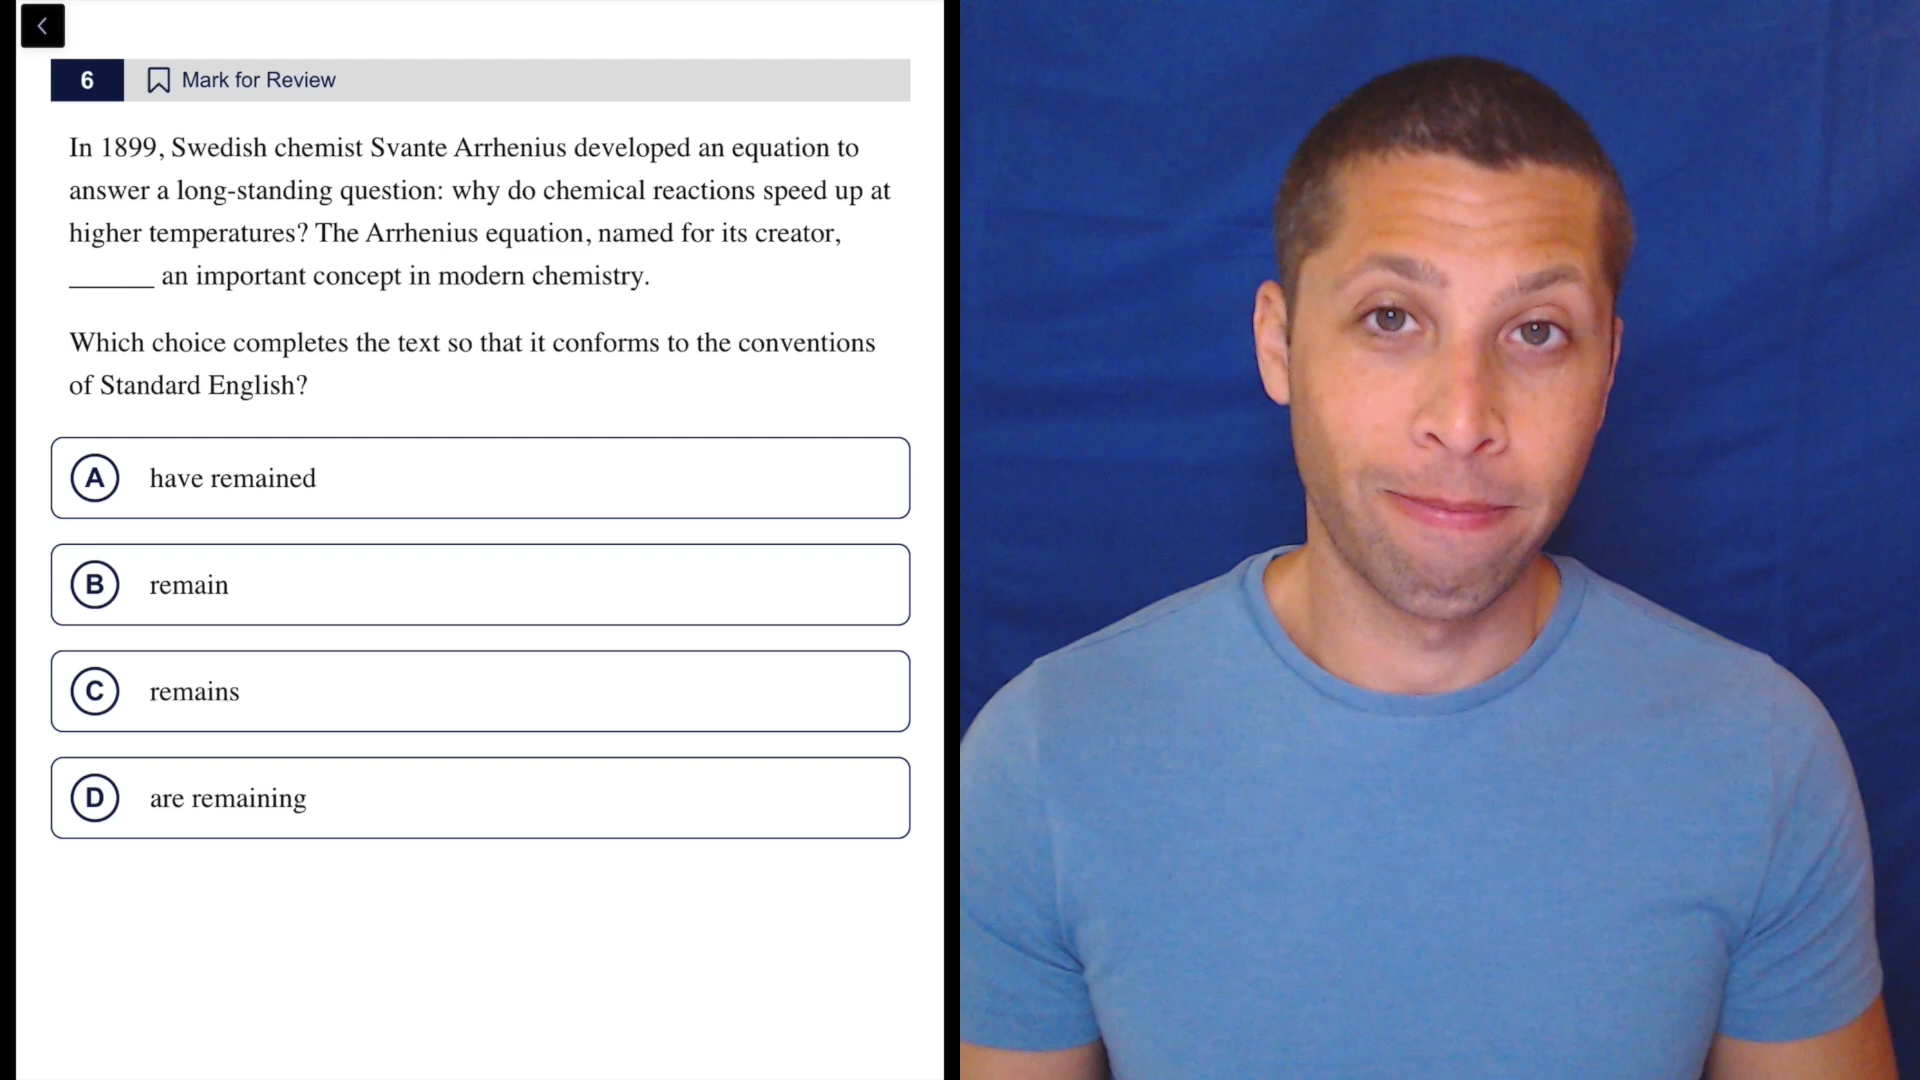 6 Mark for Review
In 1899, Swedish chemist Svante Arrhenius developed an equation to
answer a long-standing question: why do chemical reactions speed up at
higher temperatures? The Arrhenius equation, named for its creator,
______ an important concept in modern chemistry.
Which choice completes the text so that it conforms to the conventions
of Standard English?
A have remained
B remain
C remains
D are remaining